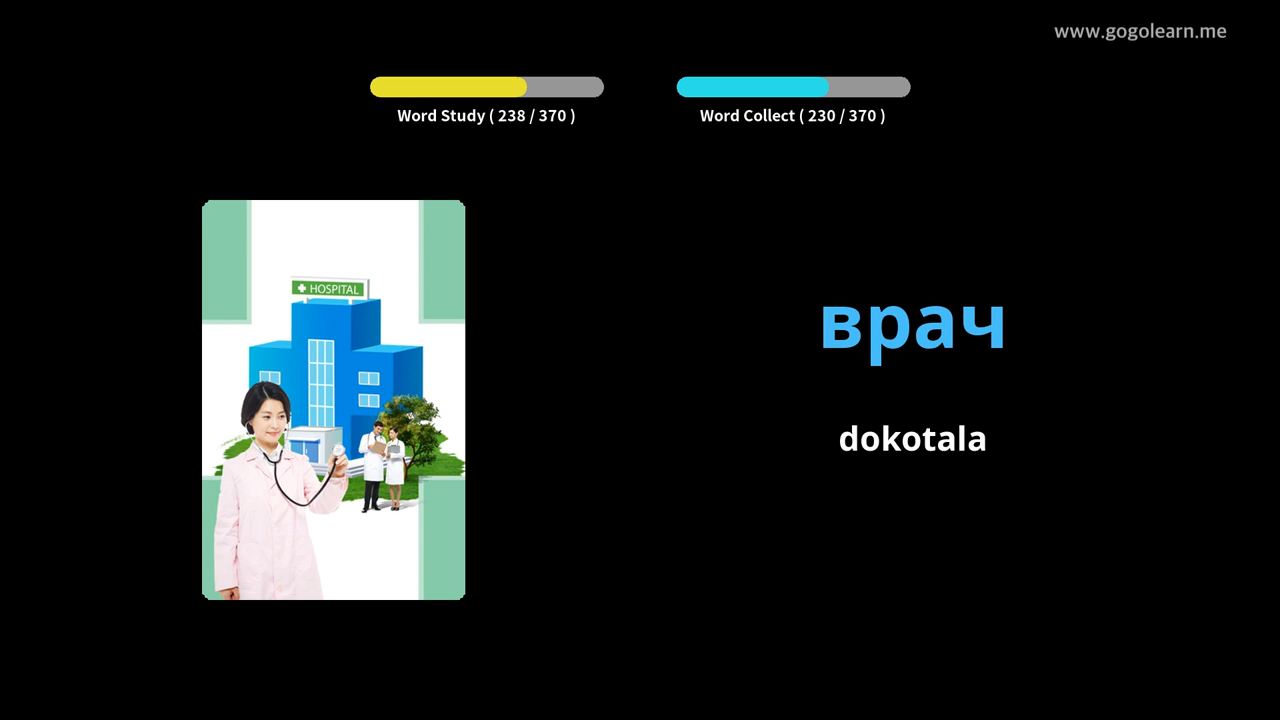 www.gogolearn.me
Word Study ( 238 / 370 )
Word Collect ( 230 / 370 )
HOSPITAL
врач
dokotala